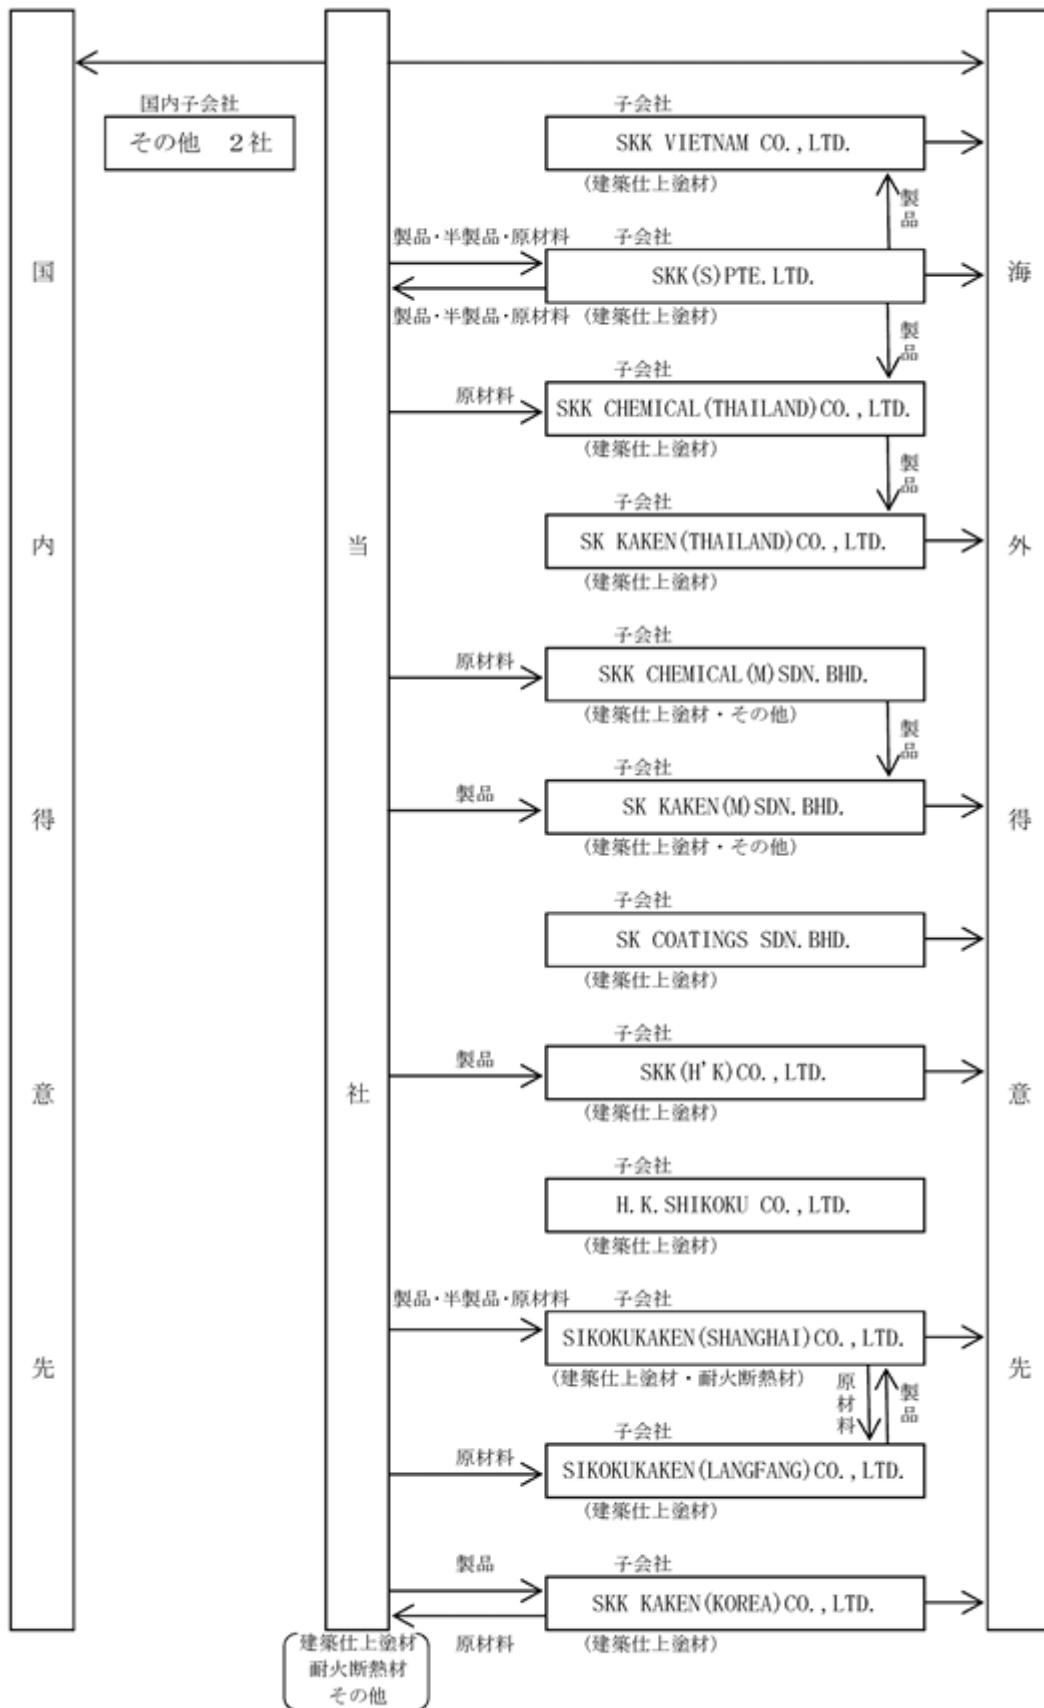 国内得意先
当社
海外得意先
国内子会社
その他　２社
子会社
SKK VIETNAM CO.,LTD.
(建築仕上塗材)
製品
製品・半製品・原材料
子会社
SKK(S)PTE.LTD.
製品・半製品・原材料
(建築仕上塗材)
製品
子会社
原材料
SKK CHEMICAL(THAILAND)CO.,LTD.
(建築仕上塗材)
製品
子会社
SK KAKEN(THAILAND)CO.,LTD.
(建築仕上塗材)
子会社
原材料
SKK CHEMICAL(M)SDN.BHD.
(建築仕上塗材・その他)
製品
子会社
製品
SK KAKEN(M)SDN.BHD.
(建築仕上塗材・その他)
子会社
SK COATINGS SDN.BHD.
(建築仕上塗材)
子会社
製品
SKK(H'K)CO.,LTD.
(建築仕上塗材)
子会社
H.K.SHIKOKU CO.,LTD.
(建築仕上塗材)
製品・半製品・原材料
子会社
SIKOKUKAKEN(SHANGHAI)CO.,LTD.
(建築仕上塗材・耐火断熱材)
原材料
製品
子会社
原材料
SIKOKUKAKEN(LANGFANG)CO.,LTD.
(建築仕上塗材)
製品
子会社
SKK KAKEN(KOREA)CO.,LTD.
原材料
(建築仕上塗材)
建築仕上塗材
耐火断熱材
その他